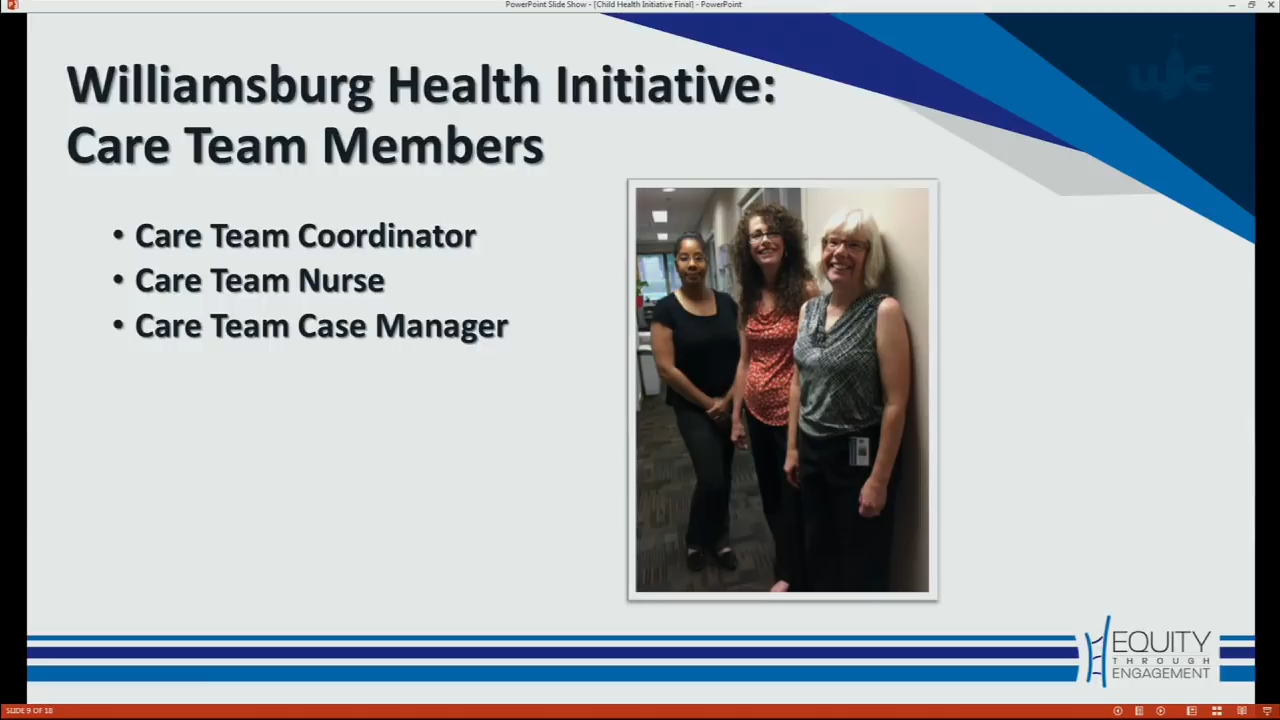 PowerPoint Slide Show - [Child Health Initiative Final] - PowerPoint
wjc
Williamsburg Health Initiative:
Care Team Members
• Care Team Coordinator
• Care Team Nurse
• Care Team Case Manager
EQUITY
THROUGH
ENGAGEMENT
SLIDE 9 OF 18